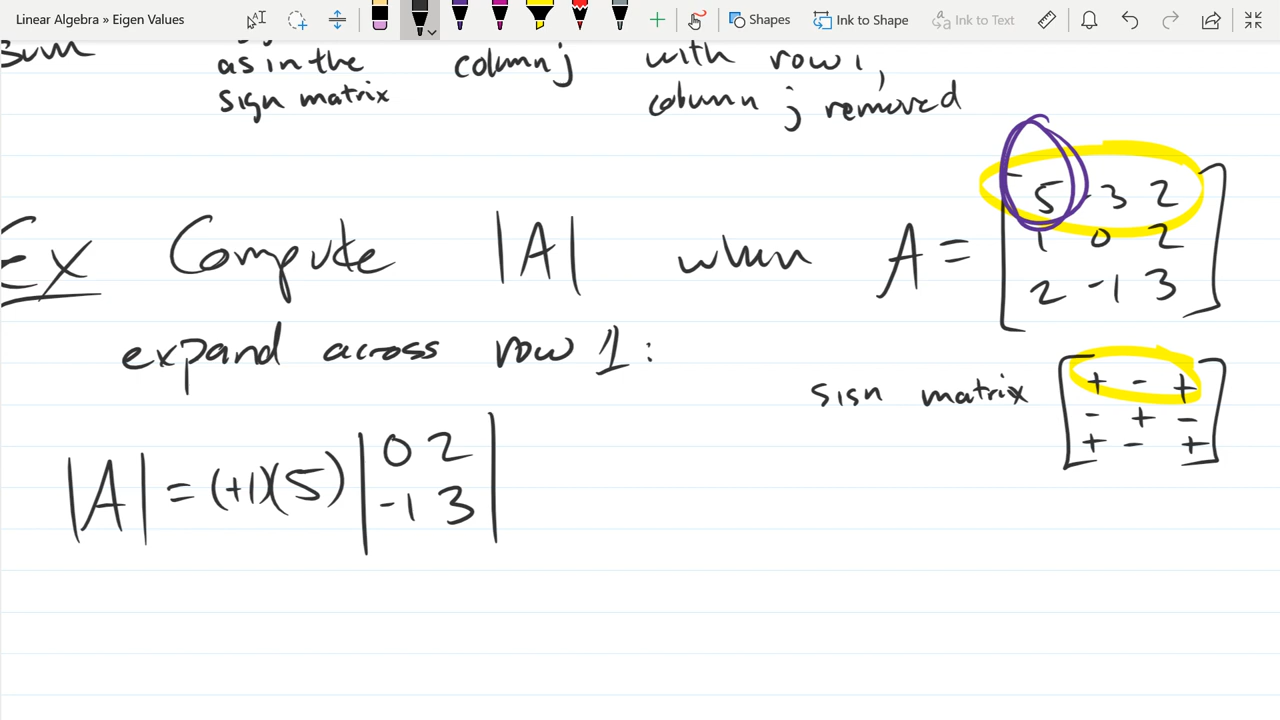 Linear Algebra » Eigen Values
Shapes
Ink to Shape
Ink to Text
as in the
sign matrix
column j
with row i,
column j removed
Ex Compute |A| when A =
5 -3 2
1 0 2
2 -1 3
expand across row 1:
sign matrix
+ - +
- + -
+ - +
|A| = (+1)(5)
0 2
-1 3